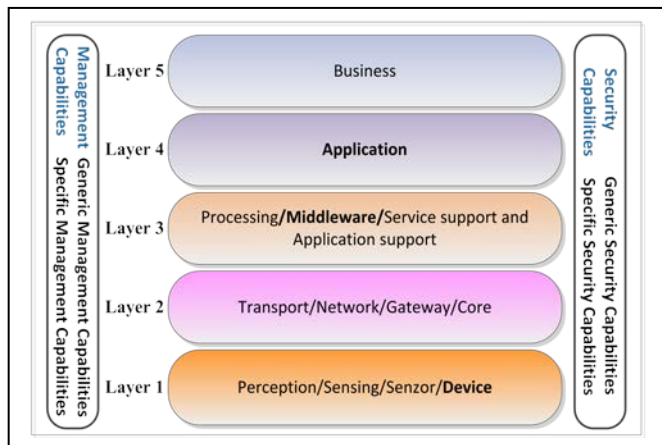 Management Capabilities
Generic Management Capabilities
Specific Management Capabilities
Layer 5
Business
Layer 4
Application
Layer 3
Processing/Middleware/Service support and
Application support
Layer 2
Transport/Network/Gateway/Core
Layer 1
Perception/Sensing/Senzor/Device
Security Capabilities
Generic Security Capabilities
Specific Security Capabilities